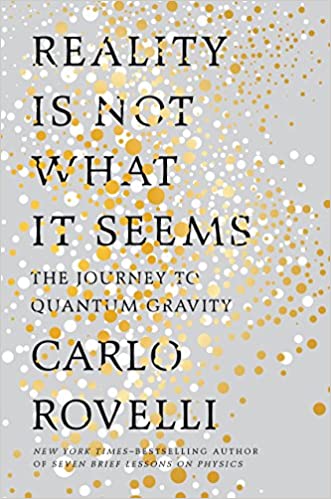 REALITY
IS NOT
WHAT
IT SEEMS
THE JOURNEY TO
QUANTUM GRAVITY
CARLO
ROVELLI
NEW YORK TIMES–BESTSELLING AUTHOR
OF SEVEN BRIEF LESSONS ON PHYSICS